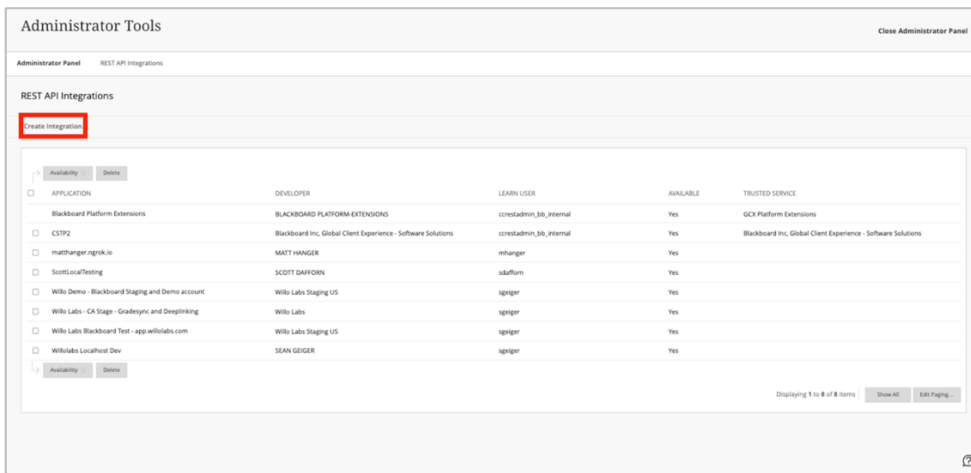 Administrator Tools
Close Administrator Panel
Administrator Panel REST API Integrations
REST API Integrations
Create Integration
Availability Delete
APPLICATION DEVELOPER LEARN USER AVAILABLE TRUSTED SERVICE
Blackboard Platform Extensions BLACKBOARD PLATFORM-EXTENSIONS ccrestadmin_bb_internal Yes GCX Platform Extensions
CSTP2 Blackboard Inc, Global Client Experience - Software Solutions ccrestadmin_bb_internal Yes Blackboard Inc, Global Client Experience - Software Solutions
matthanger.ngrok.io MATT HANGER mhanger Yes
ScottLocalTesting SCOTT DAFFORN sdafforn Yes
Willo Demo - Blackboard Staging and Demo account Willo Labs Staging US sgeiger Yes
Willo Labs - CA Stage - Gradesync and Deeplinking Willo Labs sgeiger Yes
Willo Labs Blackboard Test - app.willolabs.com Willo Labs Staging US sgeiger Yes
Willolabs Localhost Dev SEAN GEIGER sgeiger Yes
Availability Delete
Displaying 1 to 8 of 8 items Show All Edit Paging...